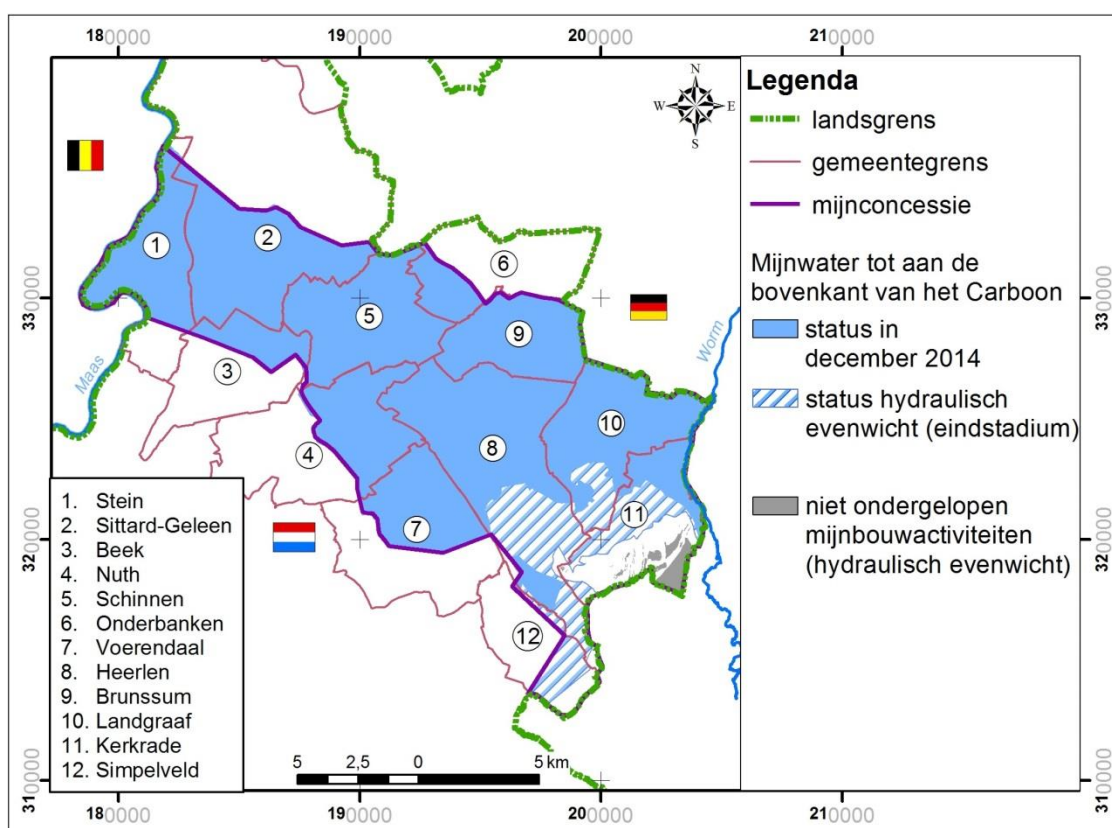 180000 190000 200000 210000
330000
320000
310000
N
W E
S
Maas
Worm
1
2
3
4
5
6
7
8
9
10
11
12
1. Stein
2. Sittard-Geleen
3. Beek
4. Nuth
5. Schinnen
6. Onderbanken
7. Voerendaal
8. Heerlen
9. Brunssum
10. Landgraaf
11. Kerkrade
12. Simpelveld
5 2,5 0 5 km
Legenda
landsgrens
gemeentegrens
mijnconcessie
Mijnwater tot aan de
bovenkant van het Carboon
status in
december 2014
status hydraulisch
evenwicht (eindstadium)
niet ondergelopen
mijnbouwactiviteiten
(hydraulisch evenwicht)
330000
320000
310000
180000 190000 200000 210000